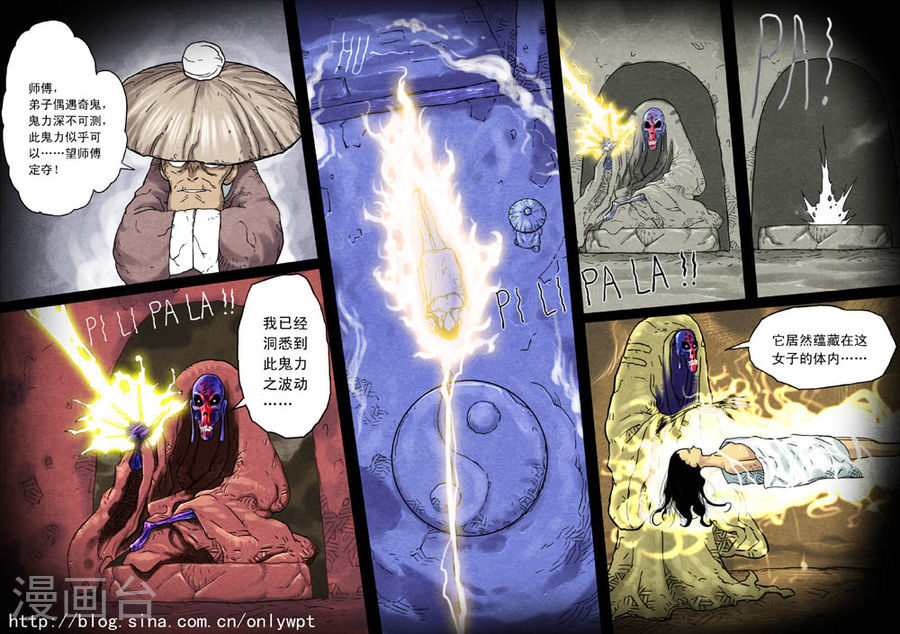 师傅，
弟子偶遇奇鬼，
鬼力深不可测，
此鬼力似乎可
以……望师傅
定夺！
HU
PA!
PI LI PA LA!!
PI LI PA LA!!
我已经
洞悉到
此鬼力
之波动
……
它居然蕴藏在这
女子的体内……
漫画台
http://blog.sina.com.cn/onlywpt